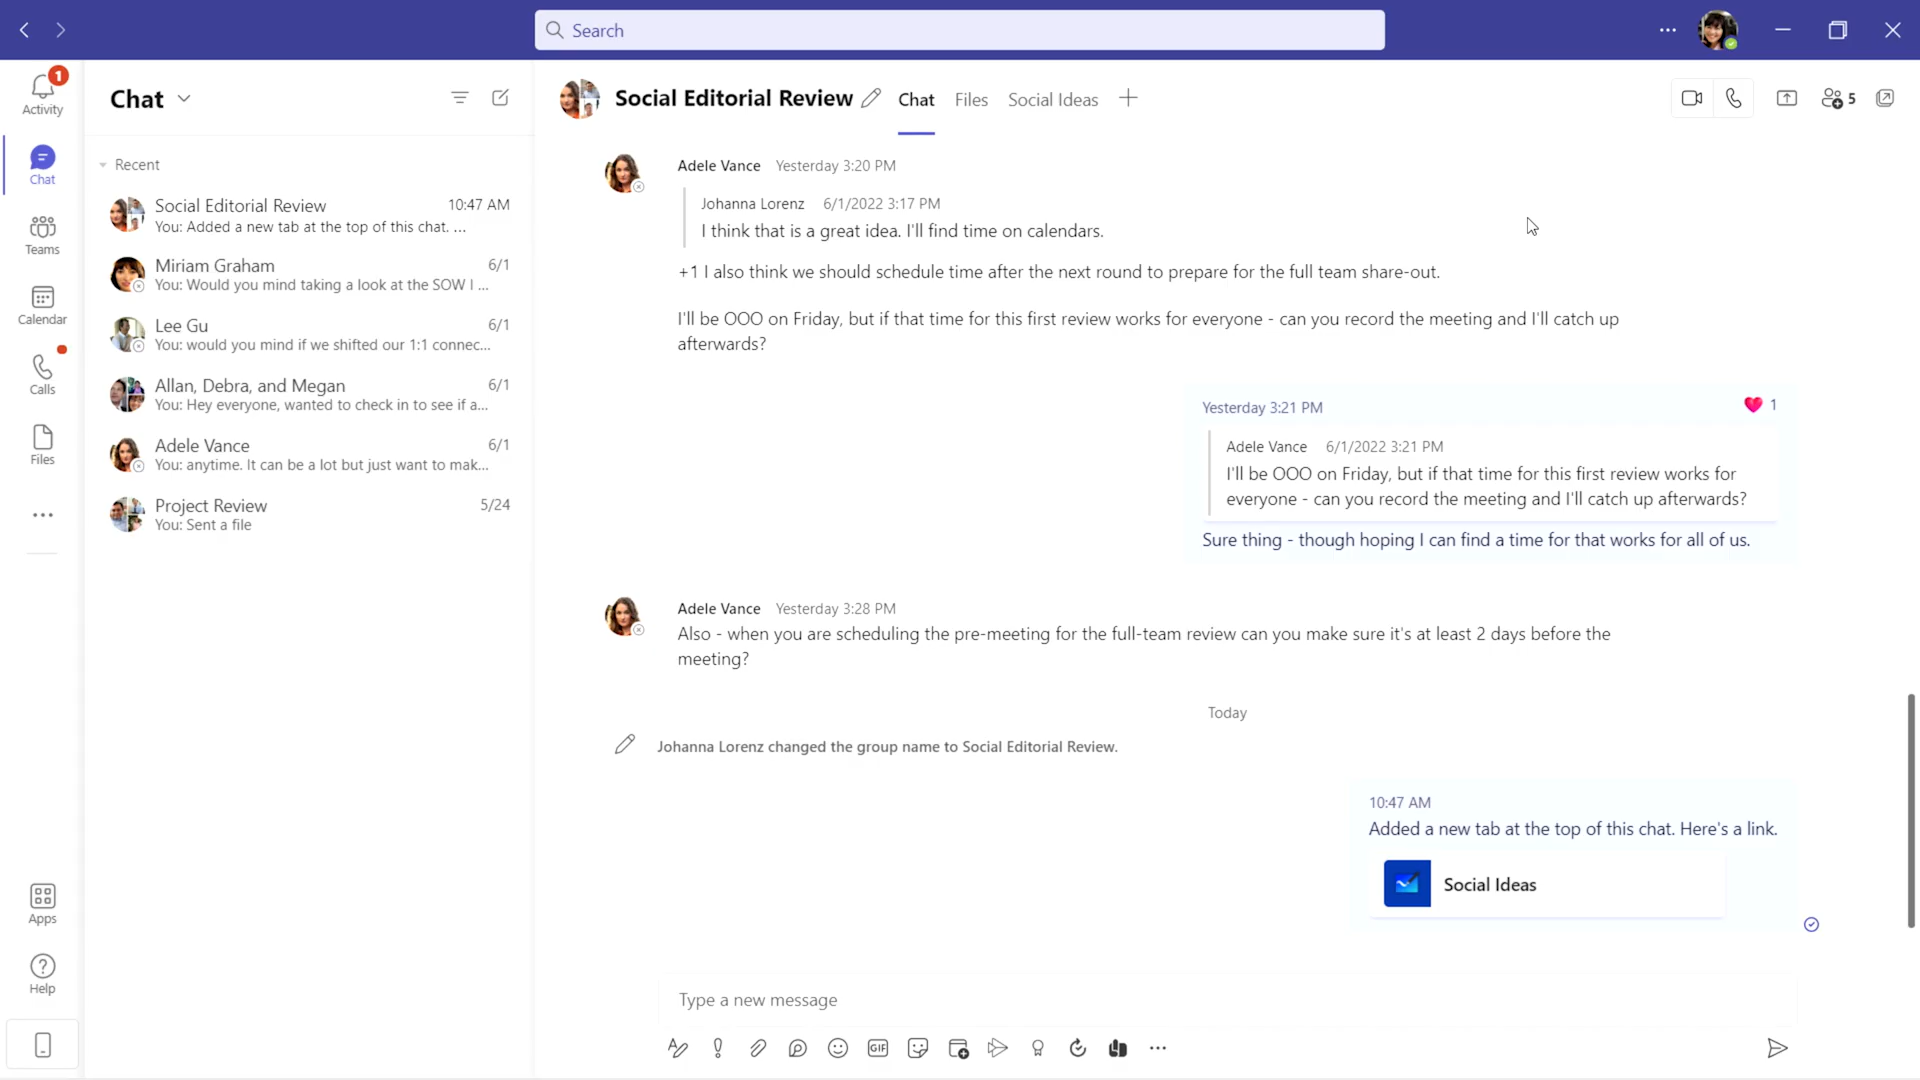 Search
1
Activity
Chat
Teams
Calendar
Calls
Files
Apps
Help
Chat
Recent
Social Editorial Review 10:47 AM
You: Added a new tab at the top of this chat. ...
Miriam Graham 6/1
You: Would you mind taking a look at the SOW I ...
Lee Gu 6/1
You: would you mind if we shifted our 1:1 connec...
Allan, Debra, and Megan 6/1
You: Hey everyone, wanted to check in to see if a...
Adele Vance 6/1
You: anytime. It can be a lot but just want to mak...
Project Review 5/24
You: Sent a file
Social Editorial Review Chat Files Social Ideas 5
Adele Vance Yesterday 3:20 PM
Johanna Lorenz 6/1/2022 3:17 PM
I think that is a great idea. I'll find time on calendars.
+1 I also think we should schedule time after the next round to prepare for the full team share-out.
I'll be OOO on Friday, but if that time for this first review works for everyone - can you record the meeting and I'll catch up
afterwards?
Yesterday 3:21 PM 1
Adele Vance 6/1/2022 3:21 PM
I'll be OOO on Friday, but if that time for this first review works for
everyone - can you record the meeting and I'll catch up afterwards?
Sure thing - though hoping I can find a time for that works for all of us.
Adele Vance Yesterday 3:28 PM
Also - when you are scheduling the pre-meeting for the full-team review can you make sure it's at least 2 days before the
meeting?
Today
Johanna Lorenz changed the group name to Social Editorial Review.
10:47 AM
Added a new tab at the top of this chat. Here's a link.
Social Ideas
Type a new message
GIF